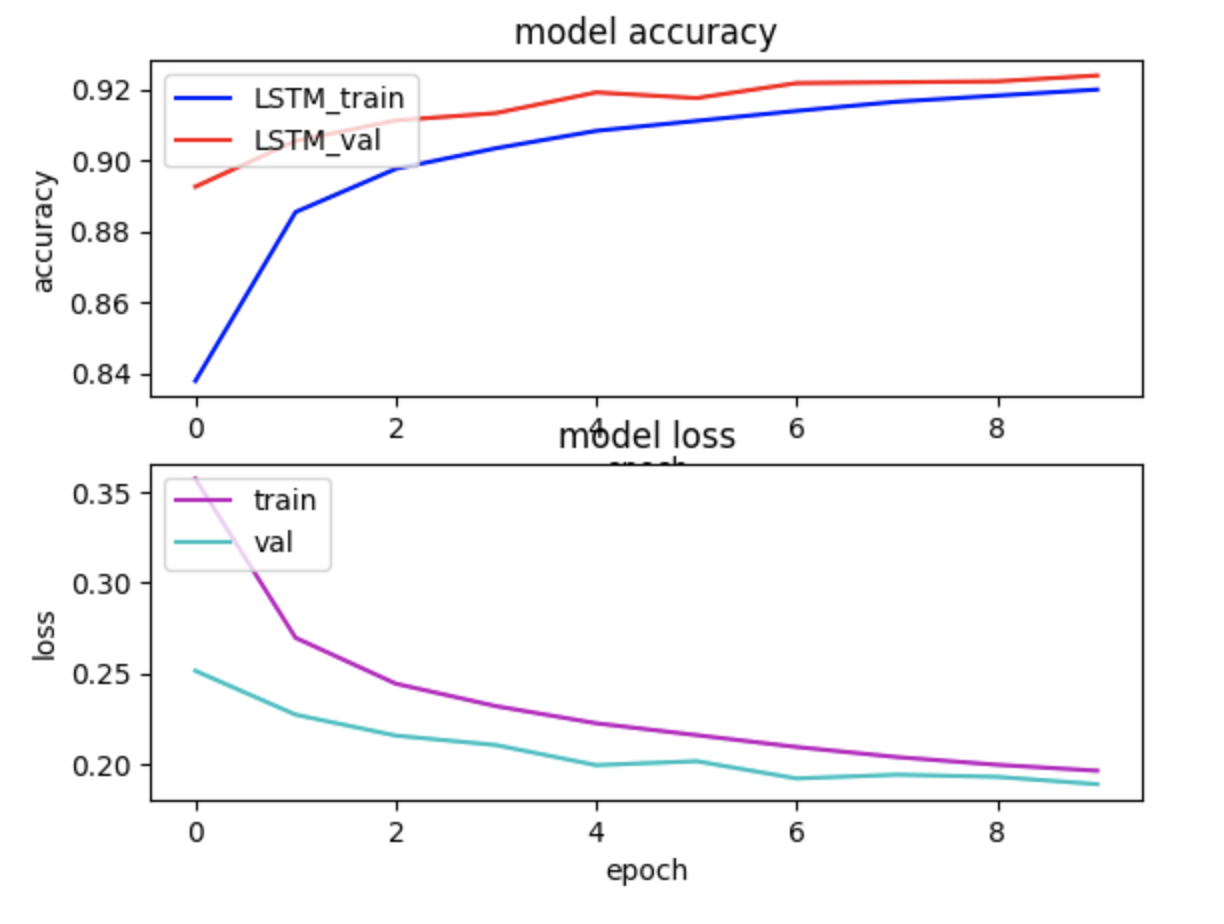 model accuracy
LSTM_train
LSTM_val
0.92
0.90
0.88
0.86
0.84
accuracy
0 2 4 6 8
epoch
model loss
train
val
0.35
0.30
0.25
0.20
loss
0 2 4 6 8
epoch